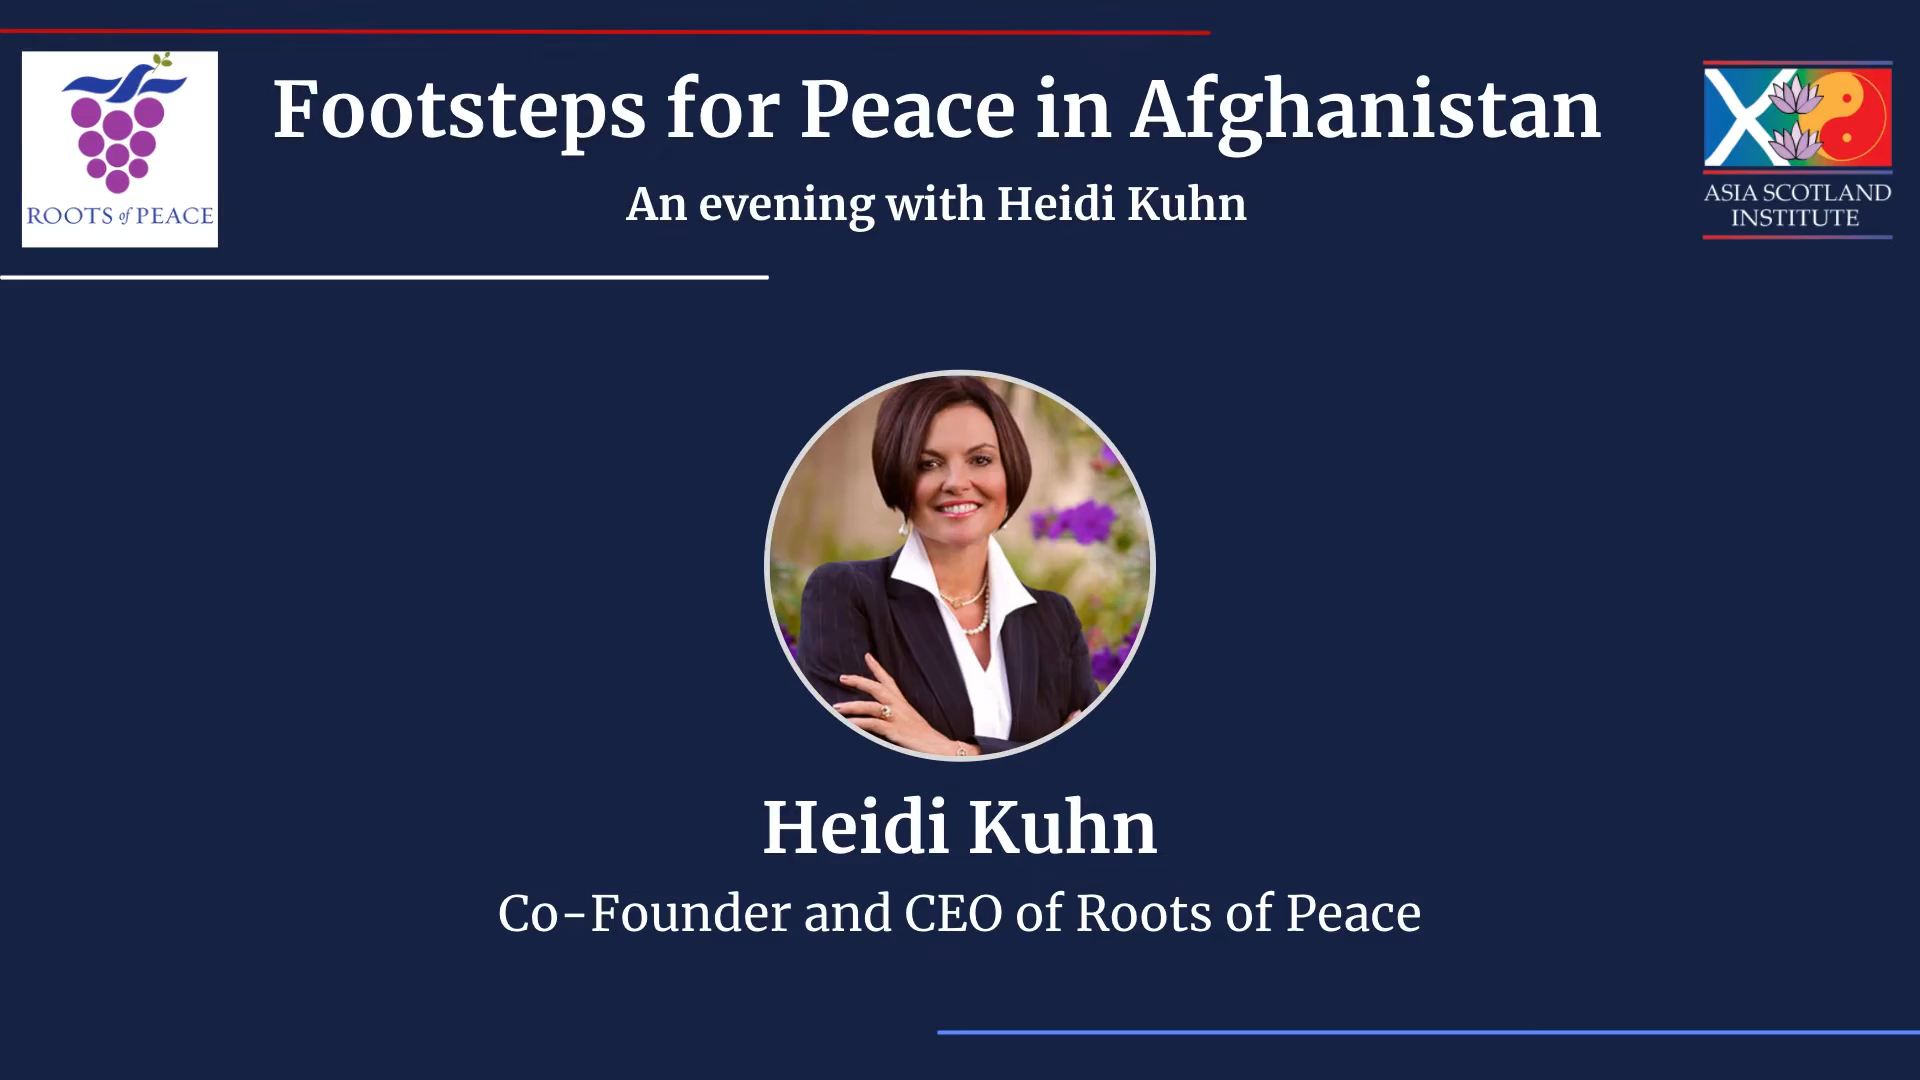 Footsteps for Peace in Afghanistan
An evening with Heidi Kuhn
ROOTS of PEACE
ASIA SCOTLAND
INSTITUTE
Heidi Kuhn
Co-Founder and CEO of Roots of Peace